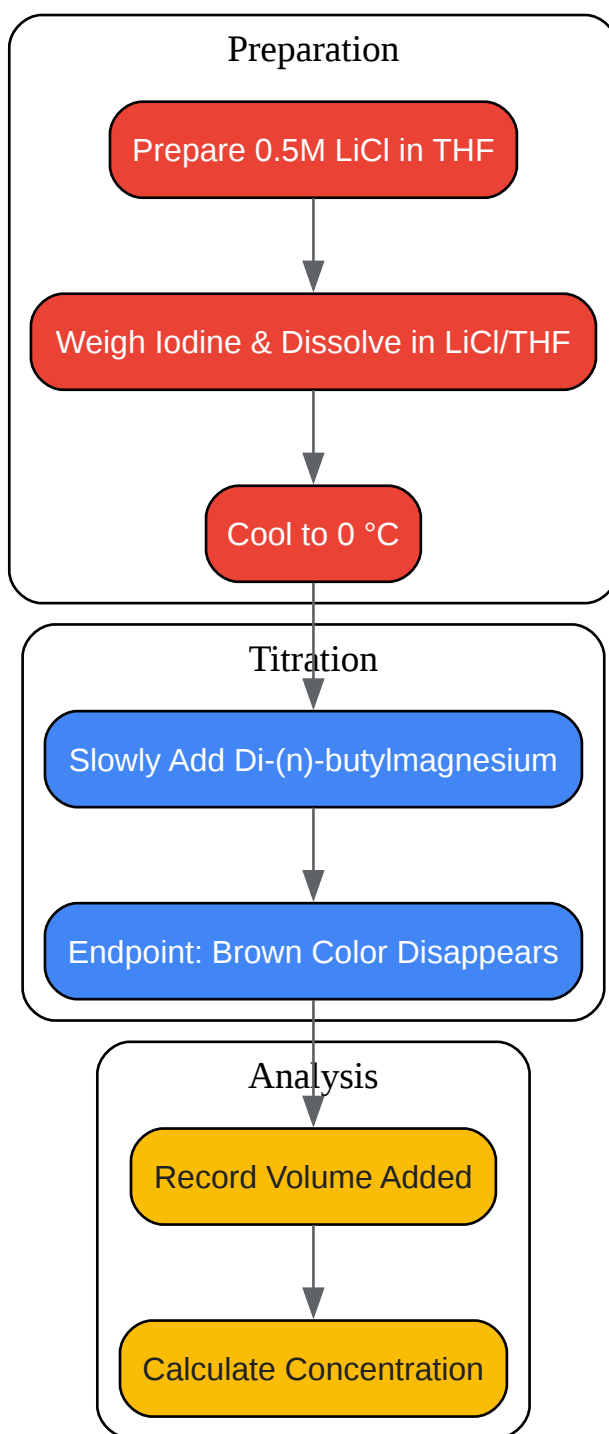 Preparation
Prepare 0.5M LiCl in THF
Weigh Iodine & Dissolve in LiCl/THF
Cool to 0 °C
Titration
Slowly Add Di-(n)-butylmagnesium
Endpoint: Brown Color Disappears
Analysis
Record Volume Added
Calculate Concentration